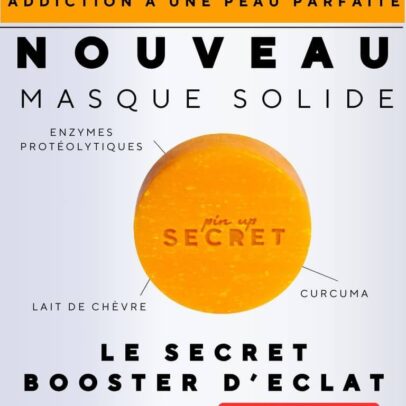 ADDICTION A UNE PEAU PARFAITE
NOUVEAU
MASQUE SOLIDE
ENZYMES
PROTÉOLYTIQUES
pin up
SECRET
CURCUMA
LAIT DE CHÈVRE
LE SECRET
BOOSTER D'ECLAT